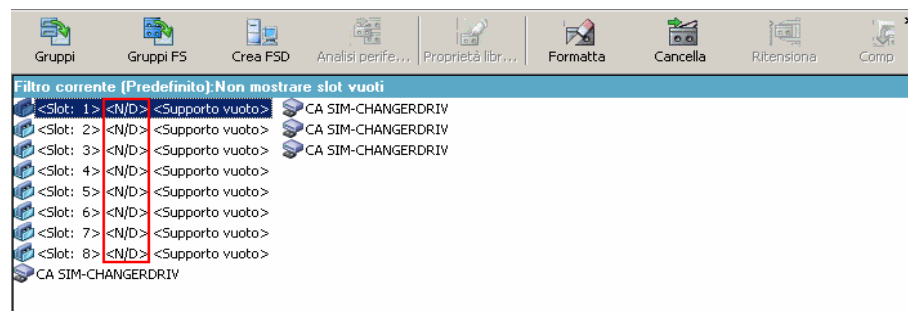 Gruppi Gruppi FS Crea FSD Analisi perife... Proprietà libr... Formatta Cancella Ritensiona Comp
Filtro corrente (Predefinito):Non mostrare slot vuoti
<Slot: 1> <N/D> <Supporto vuoto> CA SIM-CHANGERDRIV
<Slot: 2> <N/D> <Supporto vuoto> CA SIM-CHANGERDRIV
<Slot: 3> <N/D> <Supporto vuoto> CA SIM-CHANGERDRIV
<Slot: 4> <N/D> <Supporto vuoto>
<Slot: 5> <N/D> <Supporto vuoto>
<Slot: 6> <N/D> <Supporto vuoto>
<Slot: 7> <N/D> <Supporto vuoto>
<Slot: 8> <N/D> <Supporto vuoto>
CA SIM-CHANGERDRIV